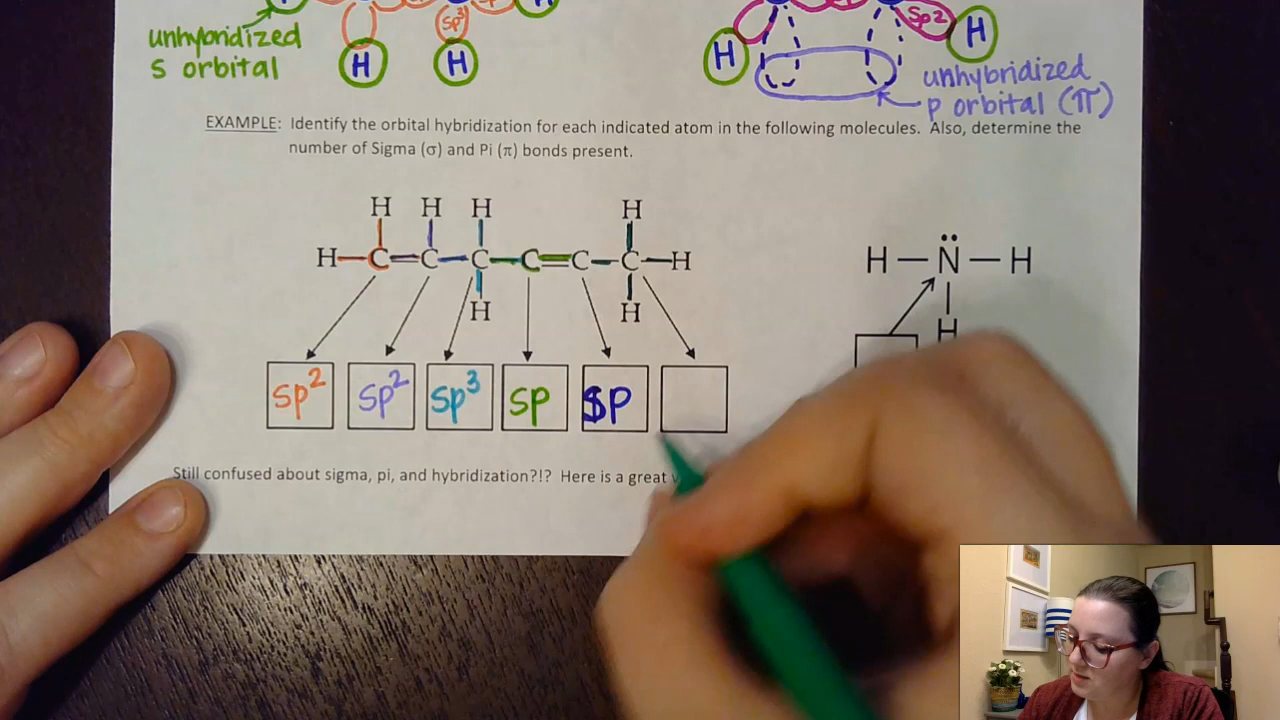 sp³
unhybridized
s orbital
H
H
H
sp2
H
unhybridized
p orbital (π)
EXAMPLE: Identify the orbital hybridization for each indicated atom in the following molecules. Also, determine the
number of Sigma (σ) and Pi (π) bonds present.
H H H H
H—C=C—C—C≡C—C—H
H H
H—N̈—H
H
sp² sp² sp³ sp sp
Still confused about sigma, pi, and hybridization?!? Here is a great